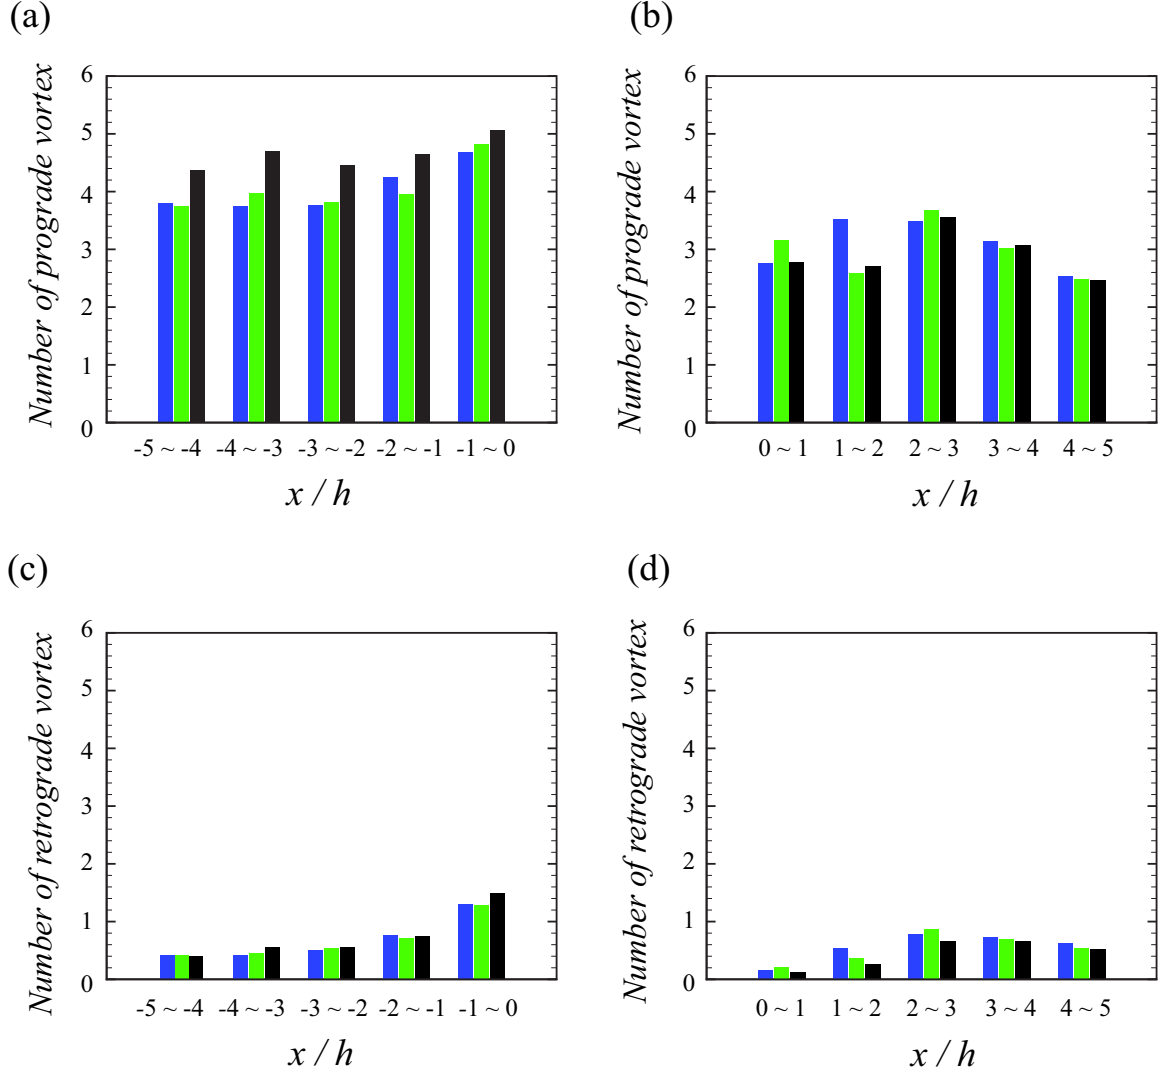 (a)
Number of prograde vortex
6
5
4
3
2
1
0
-5 ~ -4 -4 ~ -3 -3 ~ -2 -2 ~ -1 -1 ~ 0
x / h
(b)
Number of prograde vortex
6
5
4
3
2
1
0
0 ~ 1 1 ~ 2 2 ~ 3 3 ~ 4 4 ~ 5
x / h
(c)
Number of retrograde vortex
6
5
4
3
2
1
0
-5 ~ -4 -4 ~ -3 -3 ~ -2 -2 ~ -1 -1 ~ 0
x / h
(d)
Number of retrograde vortex
6
5
4
3
2
1
0
0 ~ 1 1 ~ 2 2 ~ 3 3 ~ 4 4 ~ 5
x / h